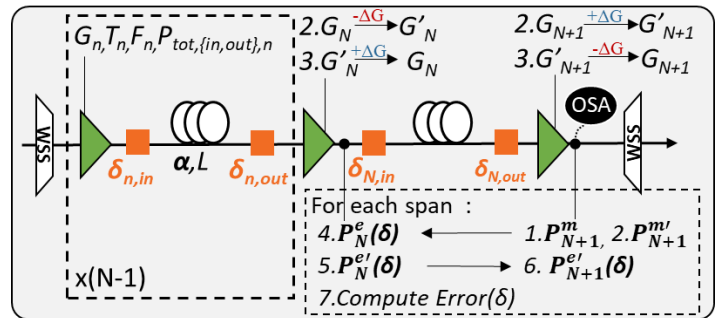 G_n,T_n,F_n,P_tot,{in,out},n
2.G_N -ΔG G'_N
3.G'_N +ΔG G_N
2.G_N+1 +ΔG G'_N+1
3.G'_N+1 -ΔG G_N+1
OSA
WSS
WSS
δ_n,in
α,L
δ_n,out
δ_N,in
δ_N,out
x(N-1)
For each span :
4.P^e_N(δ)
1.P^m_N+1, 2.P^m'_N+1
5.P^e'_N(δ)
6. P^e'_N+1(δ)
7.Compute Error(δ)